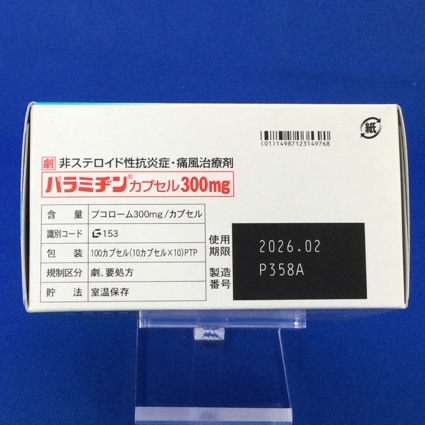 紙
(01)14987123149768
劇 非ステロイド性抗炎症・痛風治療剤
パラミヂン®カプセル300mg
含量 ブコローム300mg/カプセル
識別コード G153
包装 100カプセル(10カプセル×10)PTP
規制区分 劇、要処方
貯法 室温保存
使用期限 2026.02
製造番号 P358A